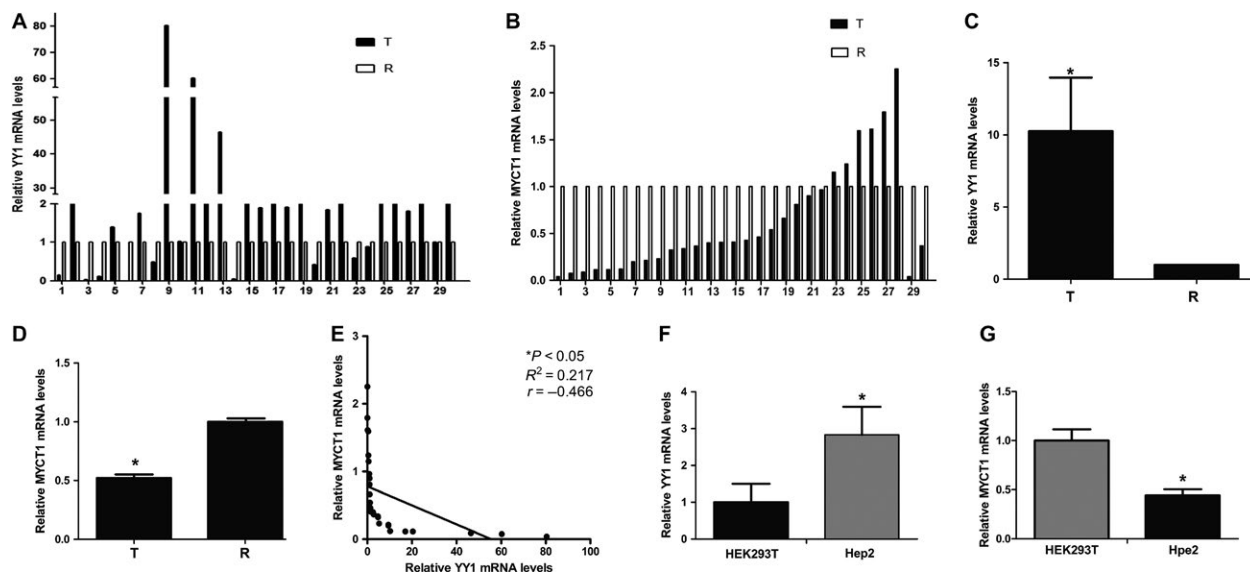 A
Relative YY1 mRNA levels
80
70
60
50
40
30
2
1
0
T
R
1 3 5 7 9 11 13 15 17 19 21 23 25 27 29
B
Relative MYCT1 mRNA levels
2.5
2.0
1.5
1.0
0.5
0.0
T
R
1 3 5 7 9 11 13 15 17 19 21 23 25 27 29
C
Relative YY1 mRNA levels
15
10
5
0
*
T R
D
Relative MYCT1 mRNA levels
1.5
1.0
0.5
0.0
*
T R
E
Relative MYCT1 mRNA levels
3
2
1
0
*P < 0.05
R² = 0.217
r = –0.466
0 20 40 60 80 100
Relative YY1 mRNA levels
F
Relative YY1 mRNA levels
4
3
2
1
0
*
HEK293T Hep2
G
Relative MYCT1 mRNA levels
1.5
1.0
0.5
0.0
*
HEK293T Hpe2